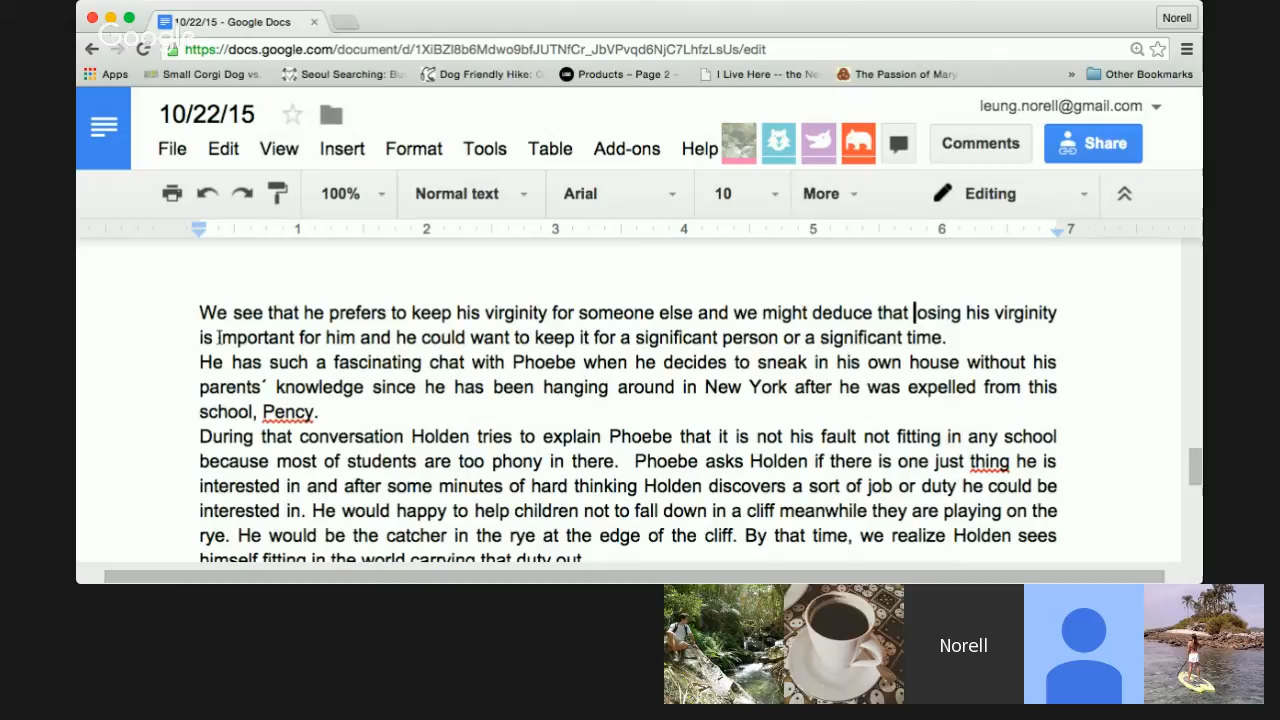 10/22/15 - Google Docs
Norell
Google
https://docs.google.com/document/d/1XiBZl8b6Mdwo9bfJUTNfCr_JbVPvqd6NjC7LhfzLsUs/edit
Apps Small Corgi Dog vs. Seoul Searching: Bu Dog Friendly Hike: G Products – Page 2 – I Live Here -- the Ne The Passion of Mary » Other Bookmarks
10/22/15
leung.norell@gmail.com
File Edit View Insert Format Tools Table Add-ons Help
Comments
Share
100% Normal text Arial 10 More Editing
1 2 3 4 5 6 7
We see that he prefers to keep his virginity for someone else and we might deduce that losing his virginity
is important for him and he could want to keep it for a significant person or a significant time.
He has such a fascinating chat with Phoebe when he decides to sneak in his own house without his
parents´ knowledge since he has been hanging around in New York after he was expelled from this
school, Pency.
During that conversation Holden tries to explain Phoebe that it is not his fault not fitting in any school
because most of students are too phony in there. Phoebe asks Holden if there is one just thing he is
interested in and after some minutes of hard thinking Holden discovers a sort of job or duty he could be
interested in. He would happy to help children not to fall down in a cliff meanwhile they are playing on the
rye. He would be the catcher in the rye at the edge of the cliff. By that time, we realize Holden sees
himself fitting in the world carrying that duty out.
Norell